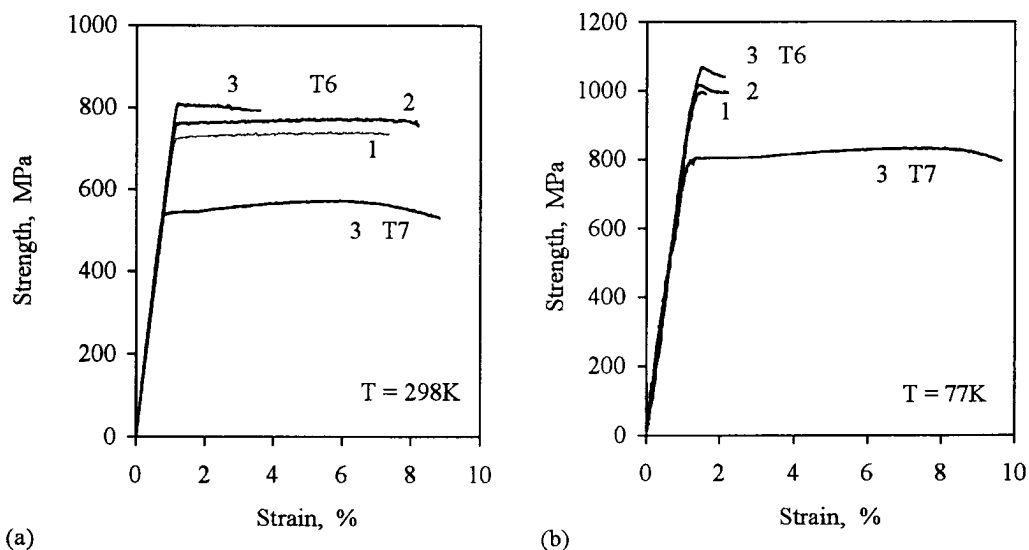 1000
800
600
400
200
0
Strength, MPa
3 T6 2
1
3 T7
T = 298K
0 2 4 6 8 10
Strain, %
(a)
1200
1000
800
600
400
200
0
Strength, MPa
3 T6
2
1
3 T7
T = 77K
0 2 4 6 8 10
Strain, %
(b)